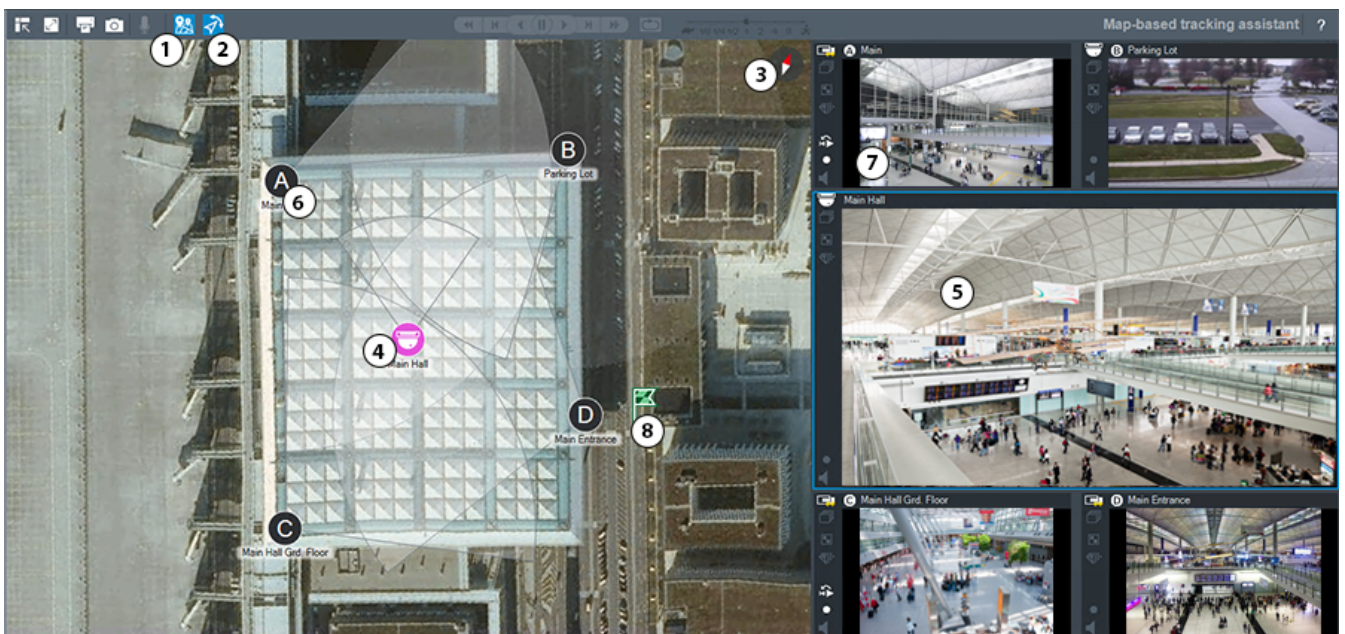 Map-based tracking assistant ?
1
2
3
A Main
B Parking Lot
7
B
Parking Lot
A
6
Main Hall
5
4
Main Hall
D
Main Entrance
8
C
Main Hall Grd. Floor
C Main Hall Grd. Floor
D Main Entrance